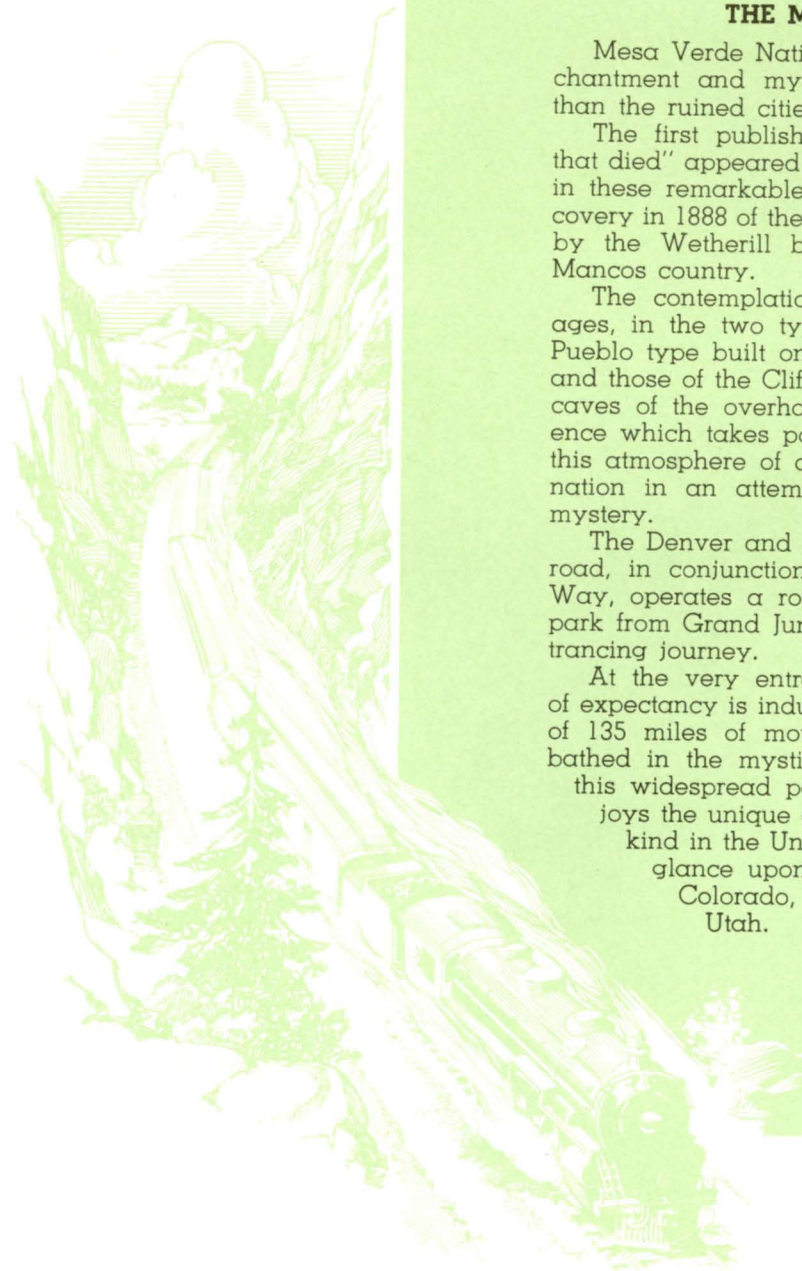 THE M
Mesa Verde Nati
chantment and my
than the ruined citie
The first publish
that died" appeared
in these remarkable
covery in 1888 of the
by the Wetherill b
Mancos country.
The contemplatic
ages, in the two ty
Pueblo type built or
and those of the Clif
caves of the overha
ence which takes po
this atmosphere of c
nation in an attem
mystery.
The Denver and
road, in conjunction
Way, operates a ro
park from Grand Jur
trancing journey.
At the very entr
of expectancy is indu
of 135 miles of mo
bathed in the mysti
this widespread p
joys the unique
kind in the Un
glance upon
Colorado,
Utah.